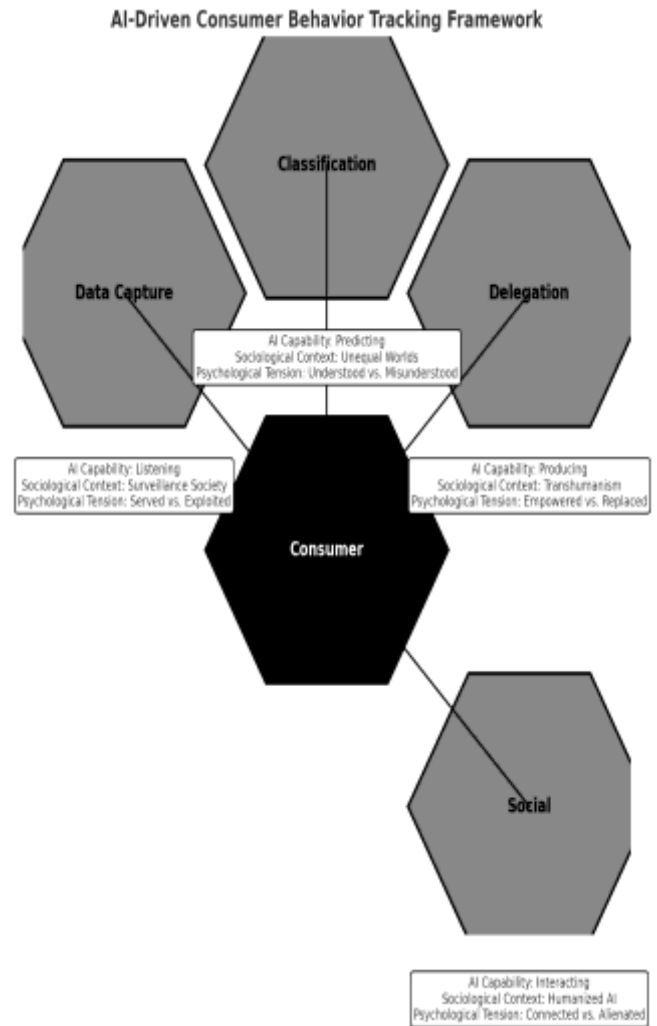 AI-Driven Consumer Behavior Tracking Framework
Classification
Data Capture
Delegation
AI Capability: Predicting
Sociological Context: Unequal Worlds
Psychological Tension: Understood vs. Misunderstood
AI Capability: Listening
Sociological Context: Surveillance Society
Psychological Tension: Served vs. Exploited
AI Capability: Producing
Sociological Context: Transhumanism
Psychological Tension: Empowered vs. Replaced
Consumer
Social
AI Capability: Interacting
Sociological Context: Humanized AI
Psychological Tension: Connected vs. Alienated